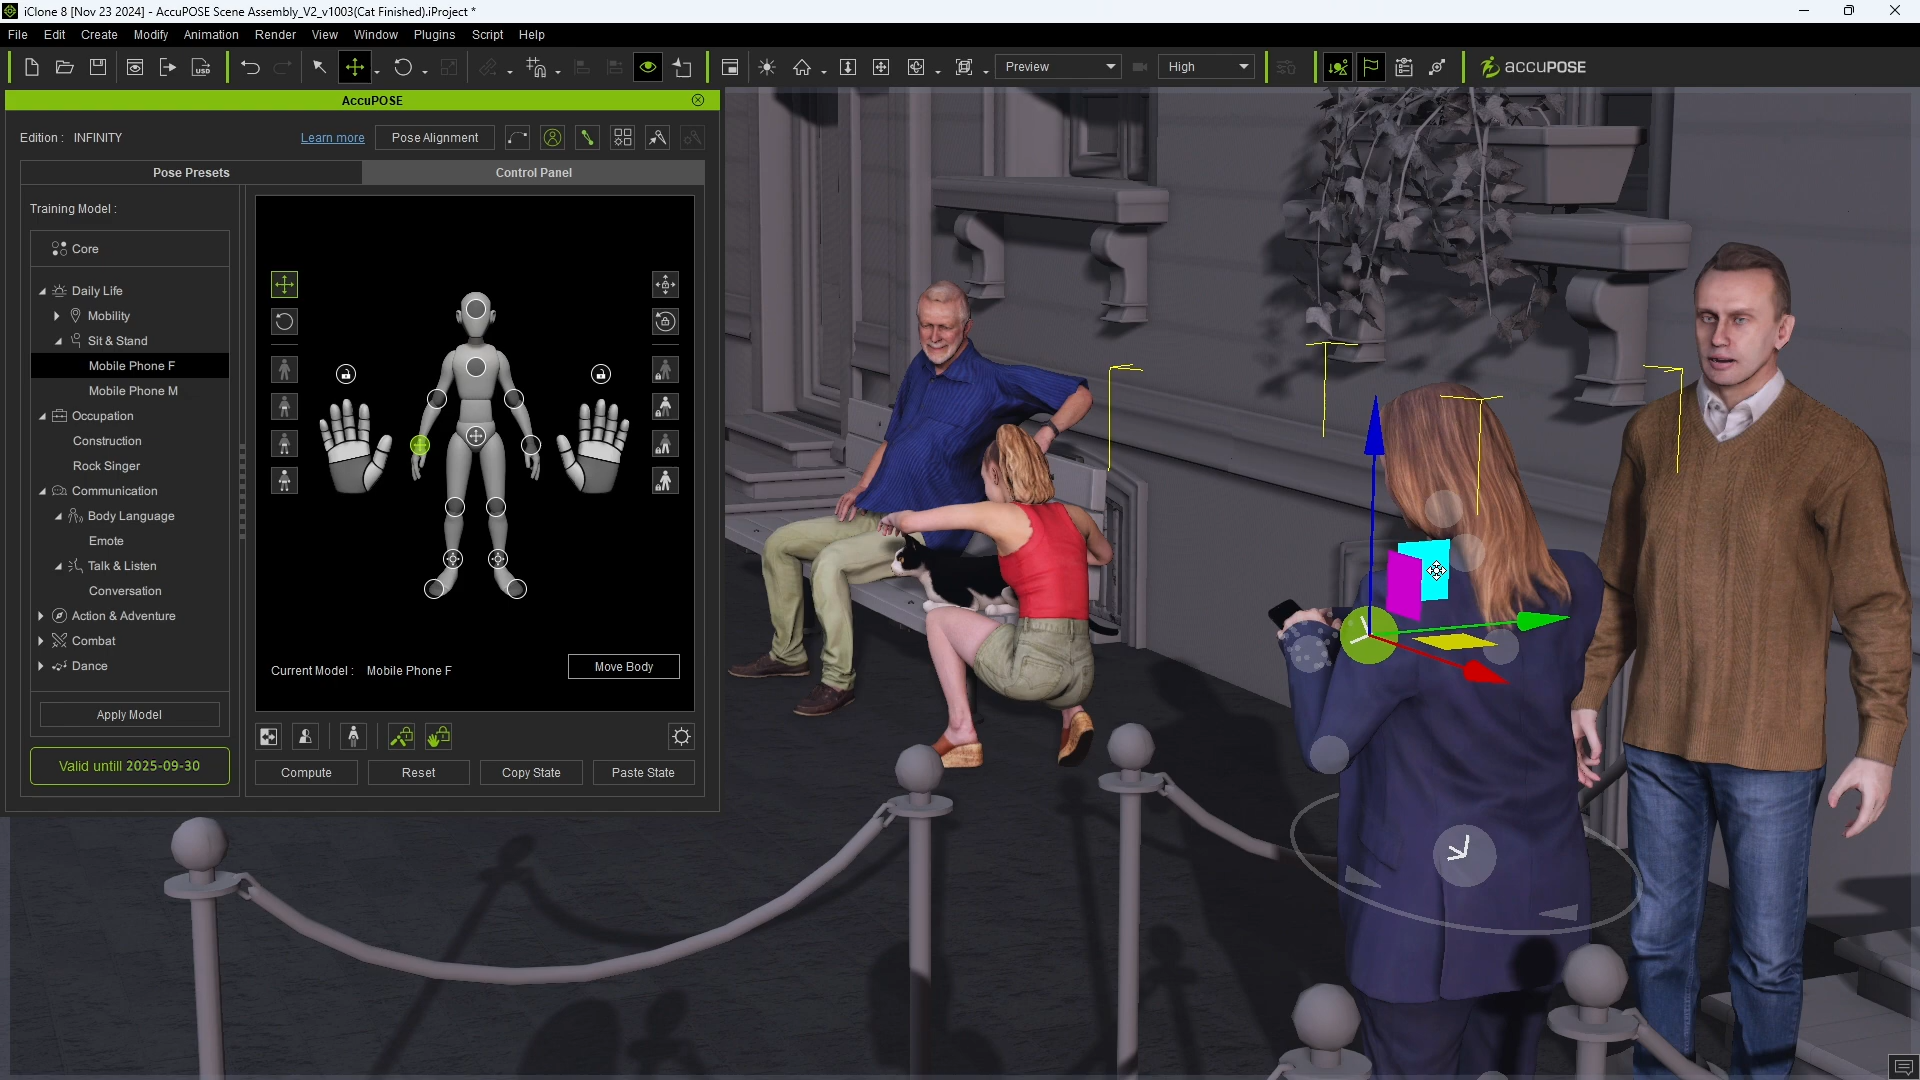 iClone 8 [Nov 23 2024] - AccuPOSE Scene Assembly_V2_v1003(Cat Finished).iProject *
File Edit Create Modify Animation Render View Window Plugins Script Help
USD Preview High ACCUPOSE
AccuPOSE
Edition : INFINITY Learn more Pose Alignment
Pose Presets Control Panel
Training Model :
Core
Daily Life
Mobility
Sit & Stand
Mobile Phone F
Mobile Phone M
Occupation
Construction
Rock Singer
Communication
Body Language
Emote
Talk & Listen
Conversation
Action & Adventure
Combat
Dance
Apply Model
Valid untill 2025-09-30
Current Model : Mobile Phone F Move Body
Compute Reset Copy State Paste State